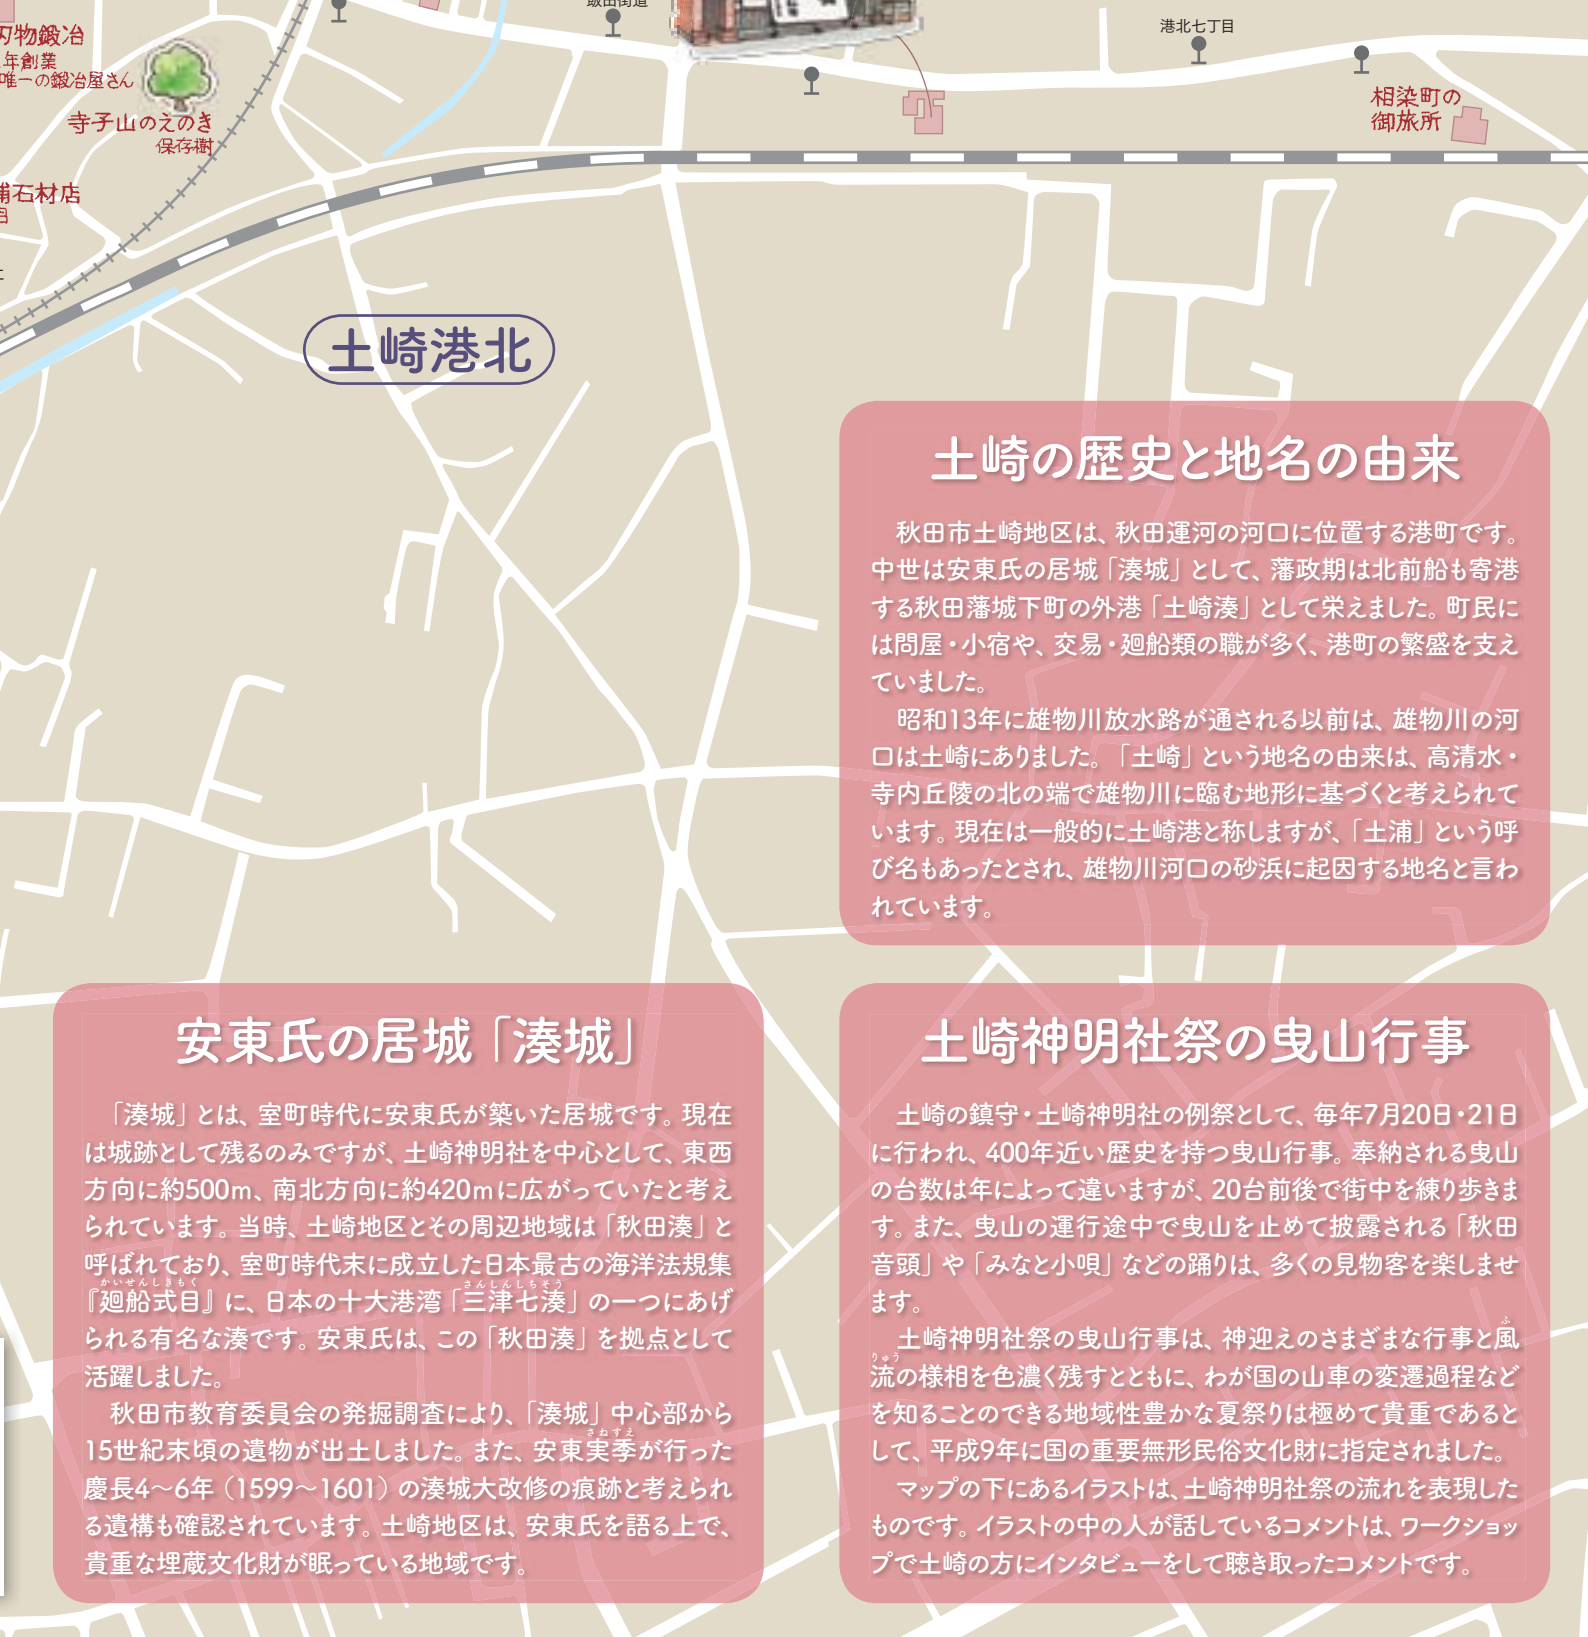 飯田街道
港北七丁目
刃物鍛冶
年創業
唯一の鍛冶屋さん
寺子山のえのき
保存樹
石材店
相染町の
御旅所
土崎港北
土崎の歴史と地名の由来
秋田市土崎地区は、秋田運河の河口に位置する港町です。
中世は安東氏の居城「湊城」として、藩政期は北前船も寄港
する秋田藩城下町の外港「土崎湊」として栄えました。町民に
は問屋・小宿や、交易・廻船類の職が多く、港町の繁盛を支え
ていました。
昭和13年に雄物川放水路が通される以前は、雄物川の河
口は土崎にありました。「土崎」という地名の由来は、高清水・
寺内丘陵の北の端で雄物川に臨む地形に基づくと考えられて
います。現在は一般的に土崎港と称しますが、「土浦」という呼
び名もあったとされ、雄物川河口の砂浜に起因する地名と言わ
れています。
安東氏の居城「湊城」
「湊城」とは、室町時代に安東氏が築いた居城です。現在
は城跡として残るのみですが、土崎神明社を中心として、東西
方向に約500m、南北方向に約420mに広がっていたと考え
られています。当時、土崎地区とその周辺地域は「秋田湊」と
呼ばれており、室町時代末に成立した日本最古の海洋法規集
かいせんしきもく さんしんしちそう
『廻船式目』に、日本の十大港湾「三津七湊」の一つにあげ
られる有名な湊です。安東氏は、この「秋田湊」を拠点として
活躍しました。
秋田市教育委員会の発掘調査により、「湊城」中心部から
さねすえ
15世紀末頃の遺物が出土しました。また、安東実季が行った
慶長4～6年（1599～1601）の湊城大改修の痕跡と考えられ
る遺構も確認されています。土崎地区は、安東氏を語る上で、
貴重な埋蔵文化財が眠っている地域です。
土崎神明社祭の曳山行事
土崎の鎮守・土崎神明社の例祭として、毎年7月20日・21日
に行われ、400年近い歴史を持つ曳山行事。奉納される曳山
の台数は年によって違いますが、20台前後で街中を練り歩きま
す。また、曳山の運行途中で曳山を止めて披露される「秋田
音頭」や「みなと小唄」などの踊りは、多くの見物客を楽しませ
ます。
ふ
土崎神明社祭の曳山行事は、神迎えのさまざまな行事と風
りゅう
流の様相を色濃く残すとともに、わが国の山車の変遷過程など
を知ることのできる地域性豊かな夏祭りは極めて貴重であると
して、平成9年に国の重要無形民俗文化財に指定されました。
マップの下にあるイラストは、土崎神明社祭の流れを表現した
ものです。イラストの中の人が話しているコメントは、ワークショッ
プで土崎の方にインタビューをして聴き取ったコメントです。